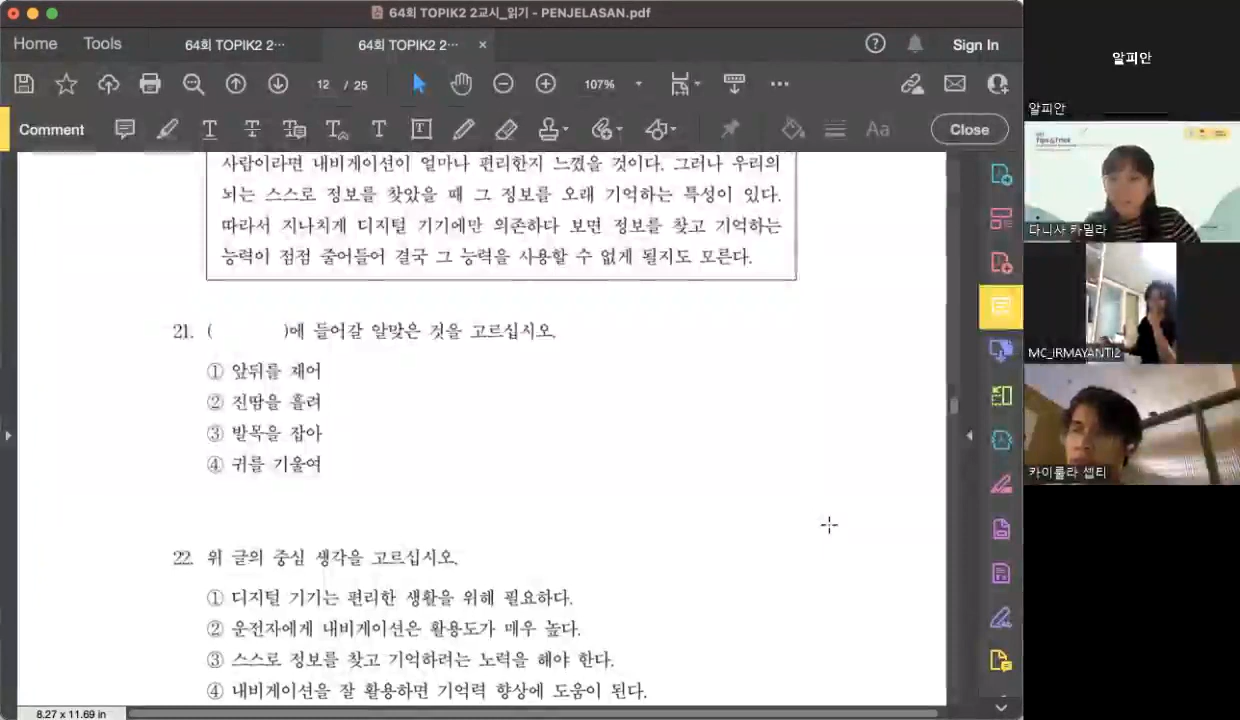 64회 TOPIK2 2교시_읽기 - PENJELASAN.pdf
Home Tools 64회 TOPIK2 2··· 64회 TOPIK2 2··· × Sign In
12 / 25 107%
Comment Close
사람이라면 내비게이션이 얼마나 편리한지 느꼈을 것이다. 그러나 우리의
뇌는 스스로 정보를 찾았을 때 그 정보를 오래 기억하는 특성이 있다.
따라서 지나치게 디지털 기기에만 의존하다 보면 정보를 찾고 기억하는
능력이 점점 줄어들어 결국 그 능력을 사용할 수 없게 될지도 모른다.
21. ( )에 들어갈 알맞은 것을 고르십시오.
① 앞뒤를 재어
② 진땀을 흘려
③ 발목을 잡아
④ 귀를 기울여
22. 위 글의 중심 생각을 고르십시오.
① 디지털 기기는 편리한 생활을 위해 필요하다.
② 운전자에게 내비게이션은 활용도가 매우 높다.
③ 스스로 정보를 찾고 기억하려는 노력을 해야 한다.
④ 내비게이션을 잘 활용하면 기억력 향상에 도움이 된다.
8.27 x 11.69 in
알피안
알피안
Tips & Trick
다니사 카밀라
MC_IRMAYANTI2
카이룰라 셉티